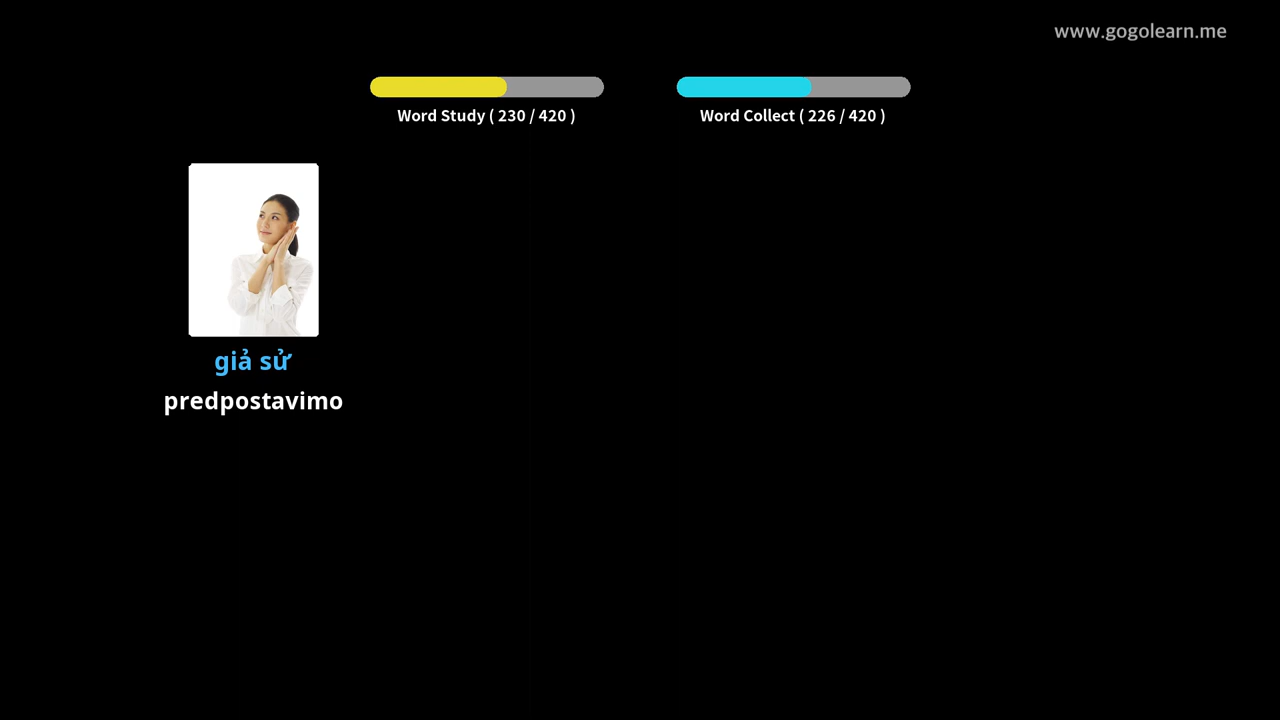 www.gogolearn.me
Word Study ( 230 / 420 )
Word Collect ( 226 / 420 )
giả sử
predpostavimo